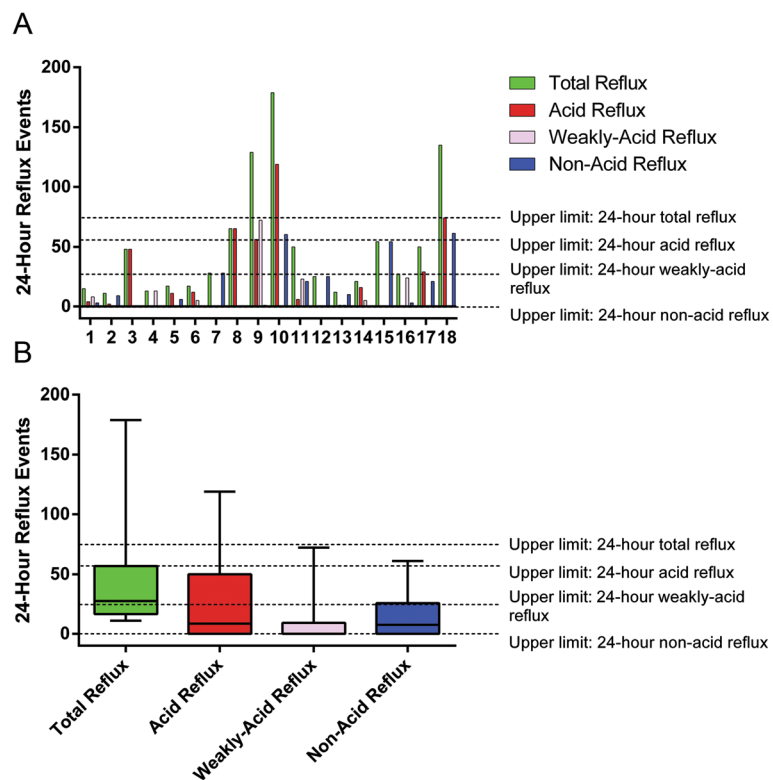 A
24-Hour Reflux Events
200
150
100
50
0
1 2 3 4 5 6 7 8 9 10 11 12 13 14 15 16 17 18
Total Reflux
Acid Reflux
Weakly-Acid Reflux
Non-Acid Reflux
Upper limit: 24-hour total reflux
Upper limit: 24-hour acid reflux
Upper limit: 24-hour weakly-acid
reflux
Upper limit: 24-hour non-acid reflux
B
24-Hour Reflux Events
200
150
100
50
0
Total Reflux
Acid Reflux
Weakly-Acid Reflux
Non-Acid Reflux
Upper limit: 24-hour total reflux
Upper limit: 24-hour acid reflux
Upper limit: 24-hour weakly-acid
reflux
Upper limit: 24-hour non-acid reflux